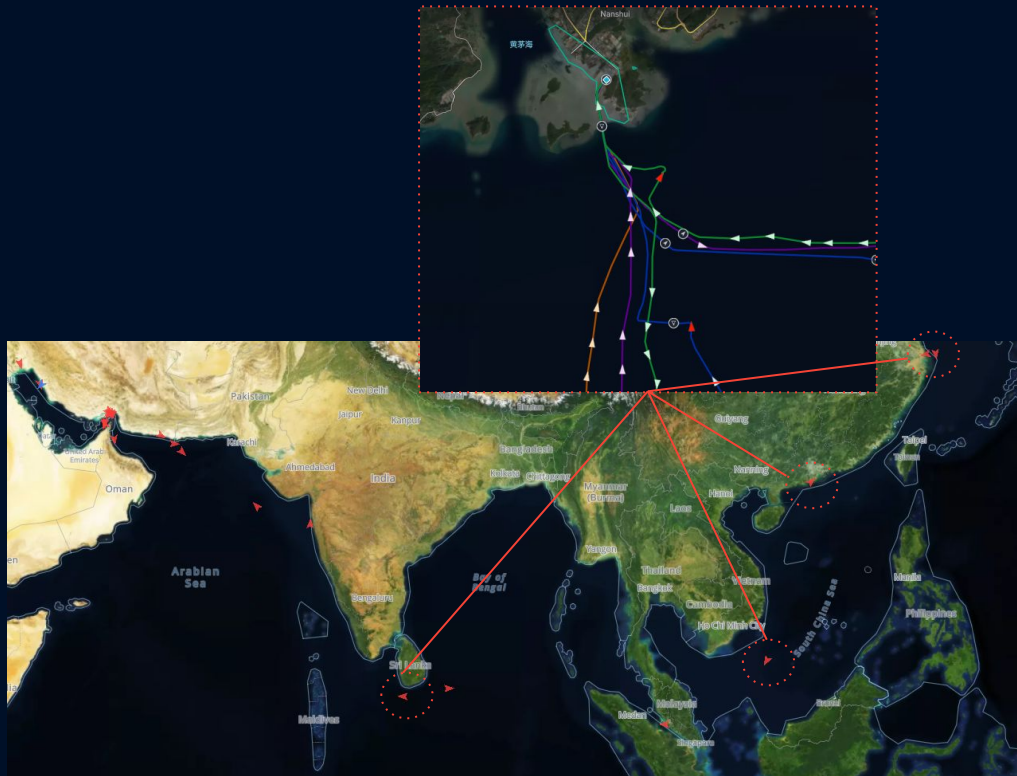 Nanshui
黄茅海
New Delhi
Pakistan
Jaipur
Kanpur
Bhutan
Karachi
Ahmedabad
India
Bangladesh
Kolkata
Chittagong
Guiyang
Nanning
Hanoi
Taipei
Taiwan
United Arab
Emirates
Oman
Myanmar
(Burma)
Laos
Yangon
Thailand
Bangkok
Vietnam
Cambodia
Ho Chi Minh City
Manila
Philippines
South China Sea
Arabian
Sea
Bay of
Bengal
Bengaluru
Sri Lanka
Maldives
Medan
Malaysia
Singapore
Brunei